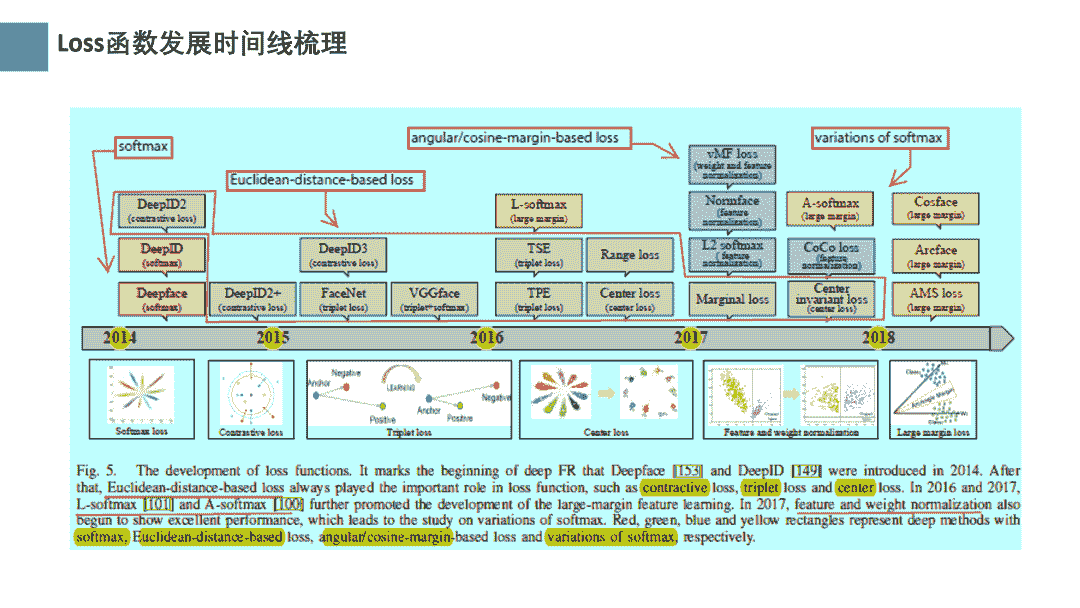 Loss函数发展时间线梳理
softmax
angular/cosine-margin-based loss
variations of softmax
Euclidean-distance-based loss
vMF loss
(weight and feature
normalization)
DeepID2
(contrastive loss)
L-softmax
(large margin)
Normface
(feature
normalization)
A-softmax
(large margin)
Cosface
(large margin)
DeepID
(softmax)
DeepID3
(contrastive loss)
TSE
(triplet loss)
Range loss
L2 softmax
( feature
normalization)
CoCo loss
(feature
normalization)
Arcface
(large margin)
Deepface
(softmax)
DeepID2+
(contrastive loss)
FaceNet
(triplet loss)
VGGface
(triplet+softmax)
TPE
(triplet loss)
Center loss
(center loss)
Marginal loss
Center
invariant loss
(center loss)
AMS loss
(large margin)
2014 2015 2016 2017 2018
Negative
Anchor
LEARNING
Positive
Negative
Anchor
Positive
Softmax loss
Contrastive loss
Triplet loss
Center loss
Feature and weight normalization
Large margin loss
Fig. 5. The development of loss functions. It marks the beginning of deep FR that Deepface [153] and DeepID [149] were introduced in 2014. After
that, Euclidean-distance-based loss always played the important role in loss function, such as contractive loss, triplet loss and center loss. In 2016 and 2017,
L-softmax [101] and A-softmax [100] further promoted the development of the large-margin feature learning. In 2017, feature and weight normalization also
begun to show excellent performance, which leads to the study on variations of softmax. Red, green, blue and yellow rectangles represent deep methods with
softmax, Euclidean-distance-based loss, angular/cosine-margin-based loss and variations of softmax, respectively.